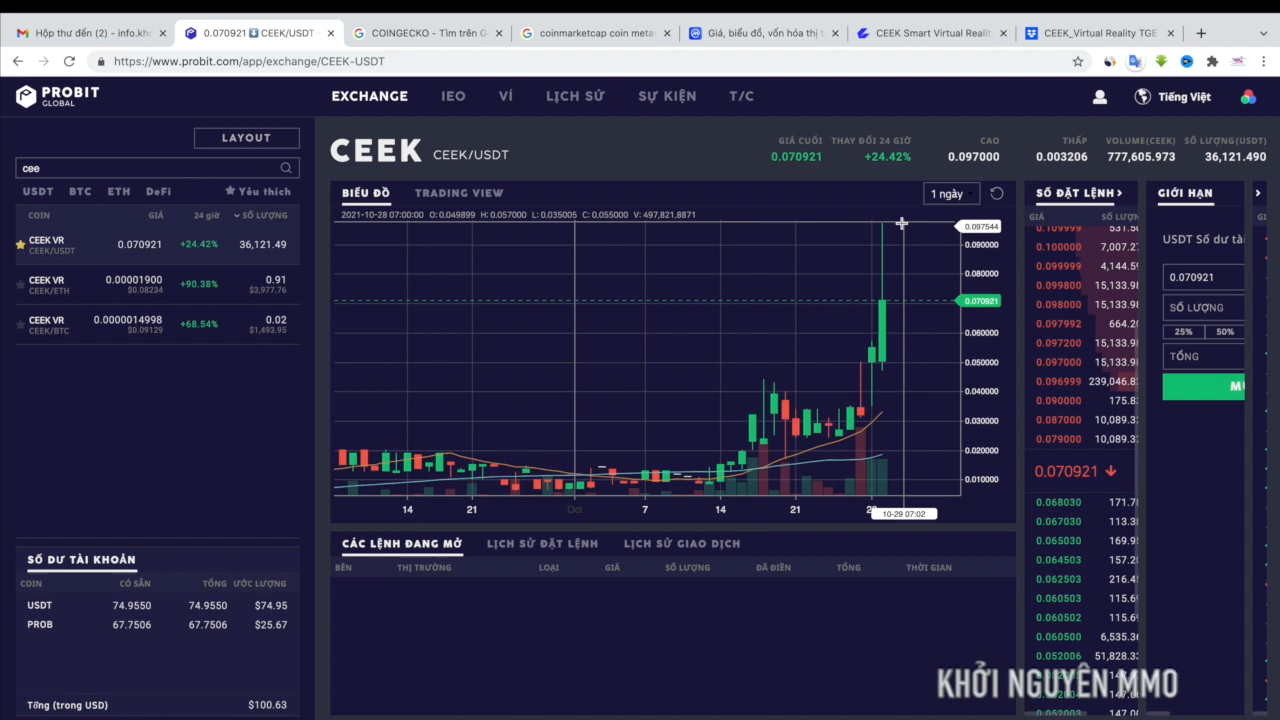 Hộp thư đến (2) - info.kho
0.070921 CEEK/USDT -
COINGECKO - Tìm trên G
coinmarketcap coin meta
Giá, biểu đồ, vốn hóa thị t
CEEK Smart Virtual Reality
CEEK_Virtual Reality TGE
https://www.probit.com/app/exchange/CEEK-USDT
PROBIT
GLOBAL
EXCHANGE IEO VÍ LỊCH SỬ SỰ KIỆN T/C
Tiếng Việt
LAYOUT
cee
USDT BTC ETH DeFi Yêu thích
COIN GIÁ 24 giờ SỐ LƯỢNG
CEEK VR 0.070921 +24.42% 36,121.49
CEEK/USDT
CEEK VR 0.00001900 +90.38% 0.91
CEEK/ETH $0.08234 $3,977.76
CEEK VR 0.0000014998 +68.54% 0.02
CEEK/BTC $0.09129 $1,493.95
SỐ DƯ TÀI KHOẢN
COIN CÓ SẴN TỔNG ƯỚC LƯỢNG
USDT 74.9550 74.9550 $74.95
PROB 67.7506 67.7506 $25.67
Tổng (trong USD) $100.63
CEEK CEEK/USDT
GIÁ CUỐI THAY ĐỔI 24 GIỜ CAO THẤP VOLUME(CEEK) SỐ LƯỢNG(USDT)
0.070921 +24.42% 0.097000 0.003206 777,605.973 36,121.490
BIỂU ĐỒ TRADING VIEW 1 ngày
2021-10-28 07:00:00 O: 0.049899 H: 0.057000 L: 0.035005 C: 0.055000 V: 497,821.8871
0.097544
0.090000
0.080000
0.070921
0.060000
0.050000
0.040000
0.030000
0.020000
0.010000
14 21 Oct 7 14 21
10-29 07:02
CÁC LỆNH ĐANG MỞ LỊCH SỬ ĐẶT LỆNH LỊCH SỬ GIAO DỊCH
BÊN THỊ TRƯỜNG LOẠI GIÁ SỐ LƯỢNG ĐÃ ĐIỀN TỔNG THỜI GIAN
SỔ ĐẶT LỆNH
GIÁ SỐ LƯỢN
0.109999 531.50
0.100000 7,007.27
0.099999 4,144.59
0.099800 15,133.98
0.098000 15,133.98
0.097992 664.20
0.097200 15,133.98
0.097000 15,133.98
0.096999 239,046.83
0.090000 175.83
0.087000 10,089.33
0.079000 10,089.33
0.070921
0.068030 171.78
0.067030 113.38
0.065030 169.95
0.064503 157.20
0.062503 216.45
0.060503 115.69
0.060502 115.69
0.060500 6,535.36
0.052006 51,828.33
0.052003 147.00
GIỚI HẠN
USDT Số dư tài
0.070921
SỐ LƯỢNG
25% 50%
TỔNG
KHỞI NGUYÊN MMO